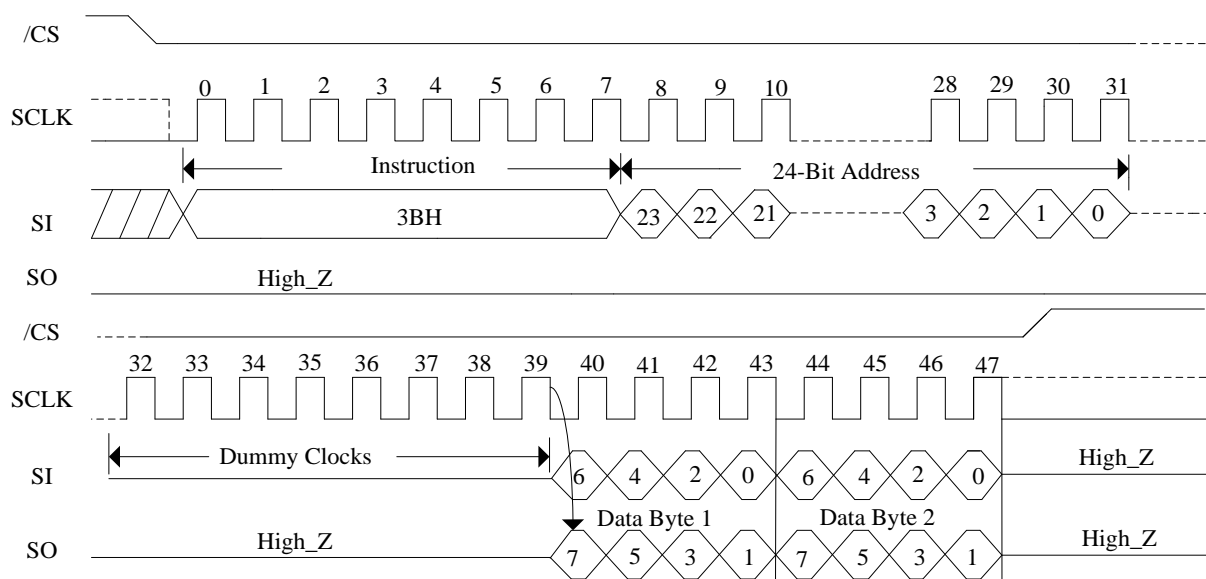 /CS
0 1 2 3 4 5 6 7 8 9 10 28 29 30 31
SCLK
Instruction 24-Bit Address
SI 3BH 23 22 21 3 2 1 0
SO High_Z
/CS
32 33 34 35 36 37 38 39 40 41 42 43 44 45 46 47
SCLK
Dummy Clocks
SI 6 4 2 0 6 4 2 0 High_Z
Data Byte 1 Data Byte 2
SO High_Z 7 5 3 1 7 5 3 1 High_Z